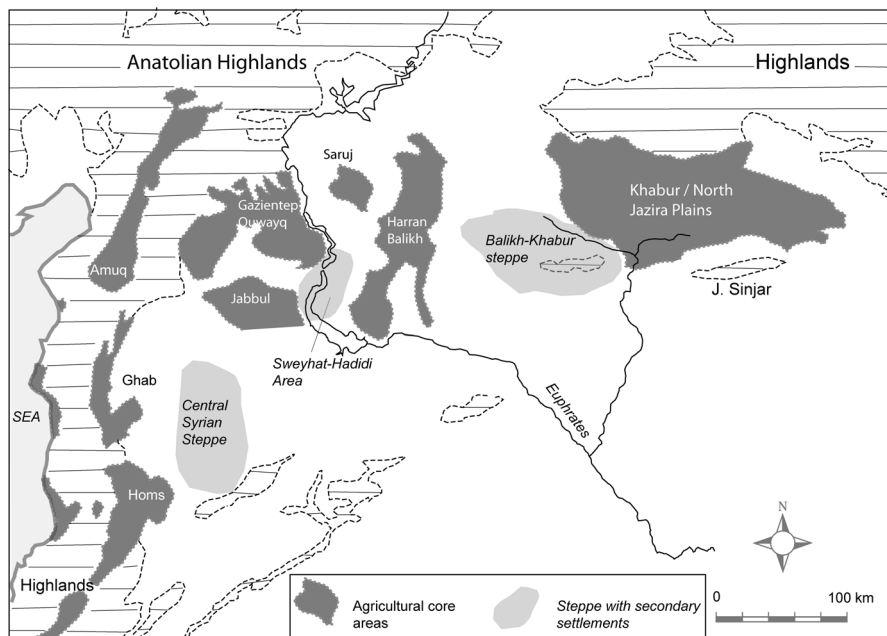 Anatolian Highlands
Highlands
Saruj
Gazientep
Quwayq
Harran
Balikh
Khabur / North
Jazira Plains
Amuq
Balikh-Khabur
steppe
Jabbul
J. Sinjar
Sweyhat-Hadidi
Area
Ghab
SEA
Central
Syrian
Steppe
Euphrates
Homs
N
Highlands
Agricultural core
areas
Steppe with secondary
settlements
0 100 km